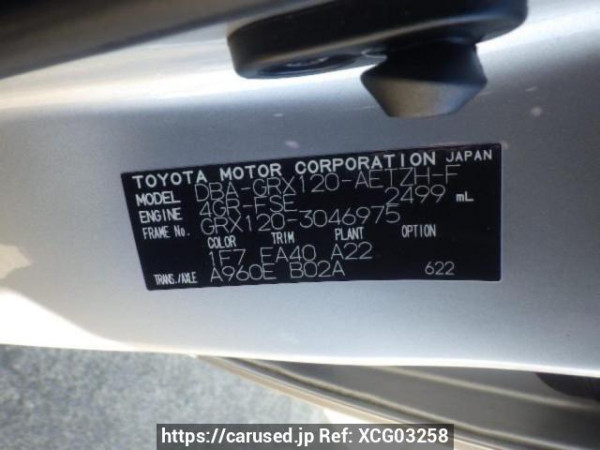 TOYOTA MOTOR CORPORATION JAPAN
MODEL DBA-GRX120-AETZH-F
ENGINE 4GR-FSE 2499 mL
FRAME No. GRX120-3046975
COLOR TRIM PLANT OPTION
1F7 EA40 A22
TRANS./AXLE A960E B02A 622
https://carused.jp Ref: XCG03258